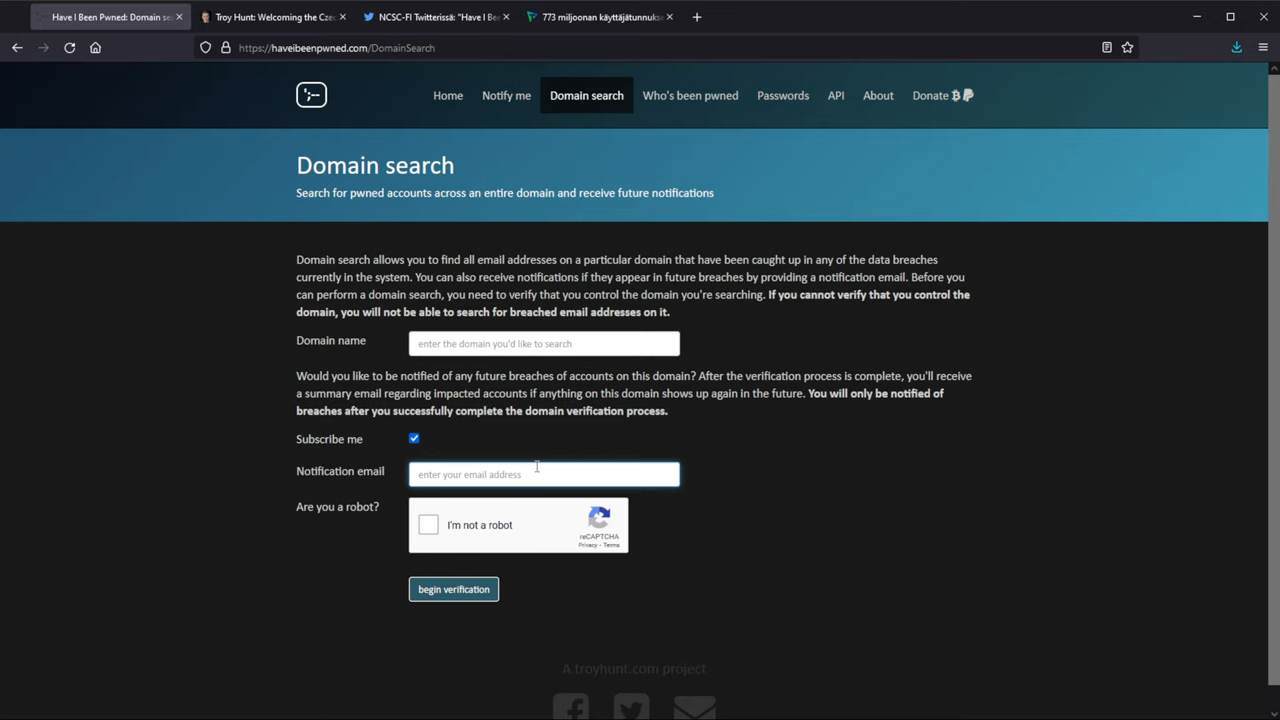 Have I Been Pwned: Domain sea
Troy Hunt: Welcoming the Czec
NCSC-FI Twitterissä: "Have I Bee
773 miljoonan käyttäjätunnukse
https://haveibeenpwned.com/DomainSearch
';--
Home
Notify me
Domain search
Who's been pwned
Passwords
API
About
Donate
Domain search
Search for pwned accounts across an entire domain and receive future notifications
Domain search allows you to find all email addresses on a particular domain that have been caught up in any of the data breaches
currently in the system. You can also receive notifications if they appear in future breaches by providing a notification email. Before you
can perform a domain search, you need to verify that you control the domain you're searching. If you cannot verify that you control the
domain, you will not be able to search for breached email addresses on it.
Domain name
enter the domain you'd like to search
Would you like to be notified of any future breaches of accounts on this domain? After the verification process is complete, you'll receive
a summary email regarding impacted accounts if anything on this domain shows up again in the future. You will only be notified of
breaches after you successfully complete the domain verification process.
Subscribe me
Notification email
enter your email address
Are you a robot?
I'm not a robot
reCAPTCHA
Privacy - Terms
begin verification
A troyhunt.com project